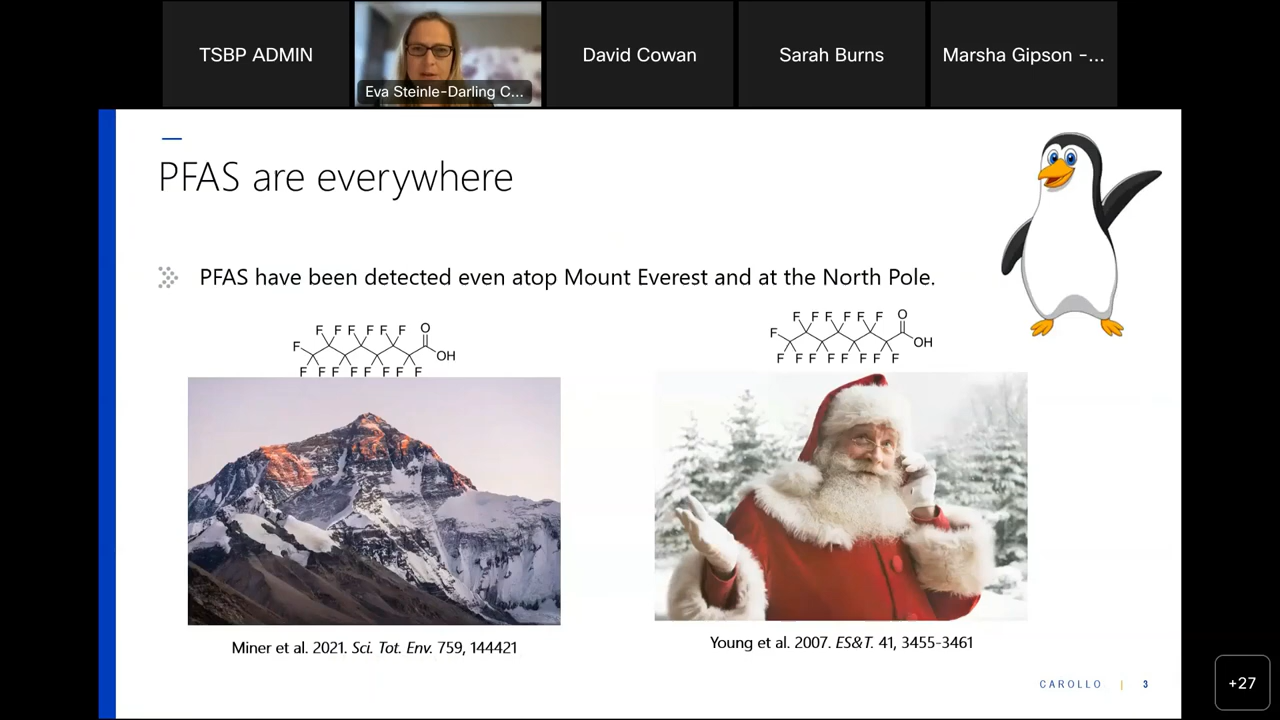 TSBP ADMIN
Eva Steinle-Darling C...
David Cowan
Sarah Burns
Marsha Gipson -...
PFAS are everywhere
PFAS have been detected even atop Mount Everest and at the North Pole.
F F F F F F O
F OH
F F F F F F F
F F F F F F O
F OH
F F F F F F F
Miner et al. 2021. Sci. Tot. Env. 759, 144421
Young et al. 2007. ES&T. 41, 3455-3461
CAROLLO | 3
+27